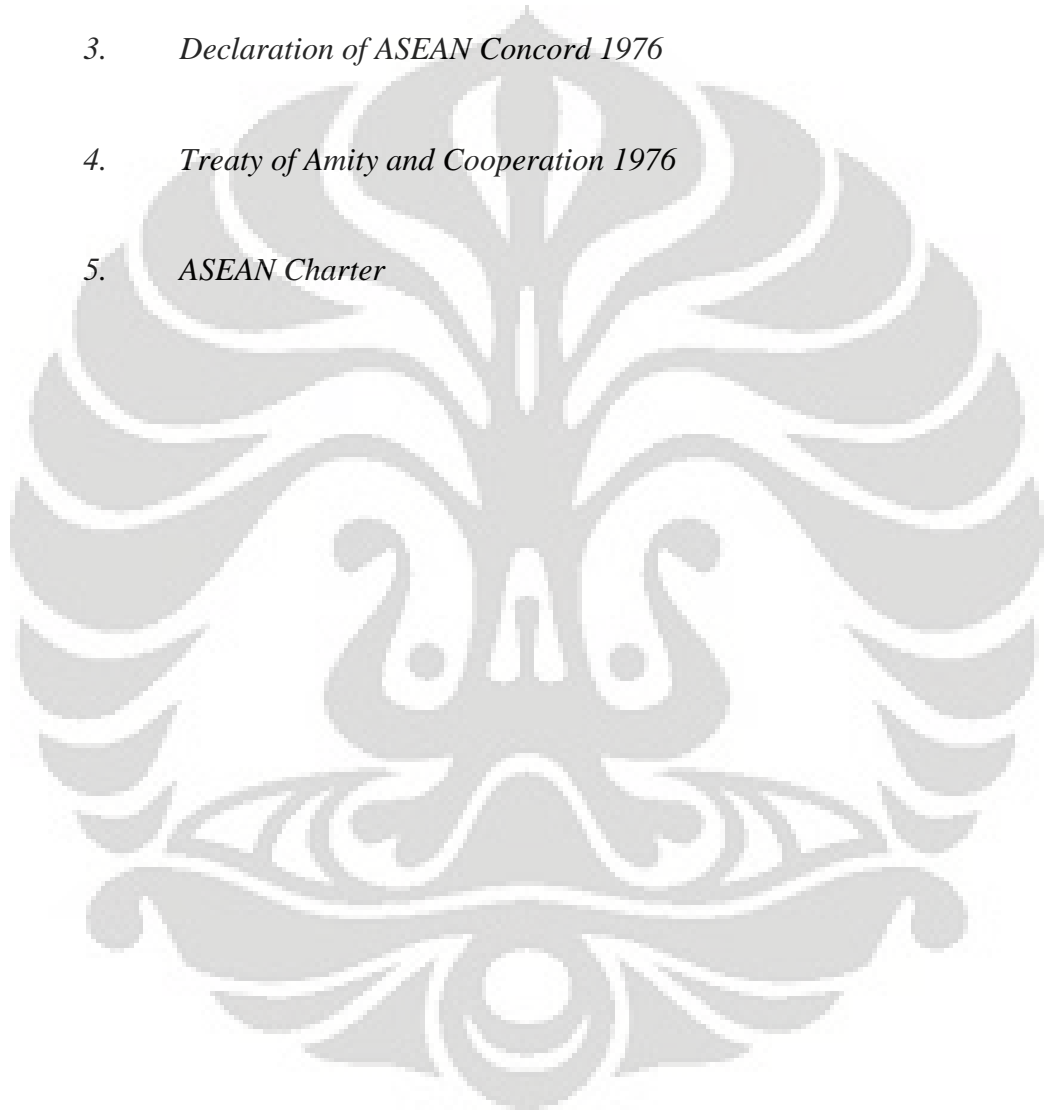 3. Declaration of ASEAN Concord 1976
4. Treaty of Amity and Cooperation 1976
5. ASEAN Charter